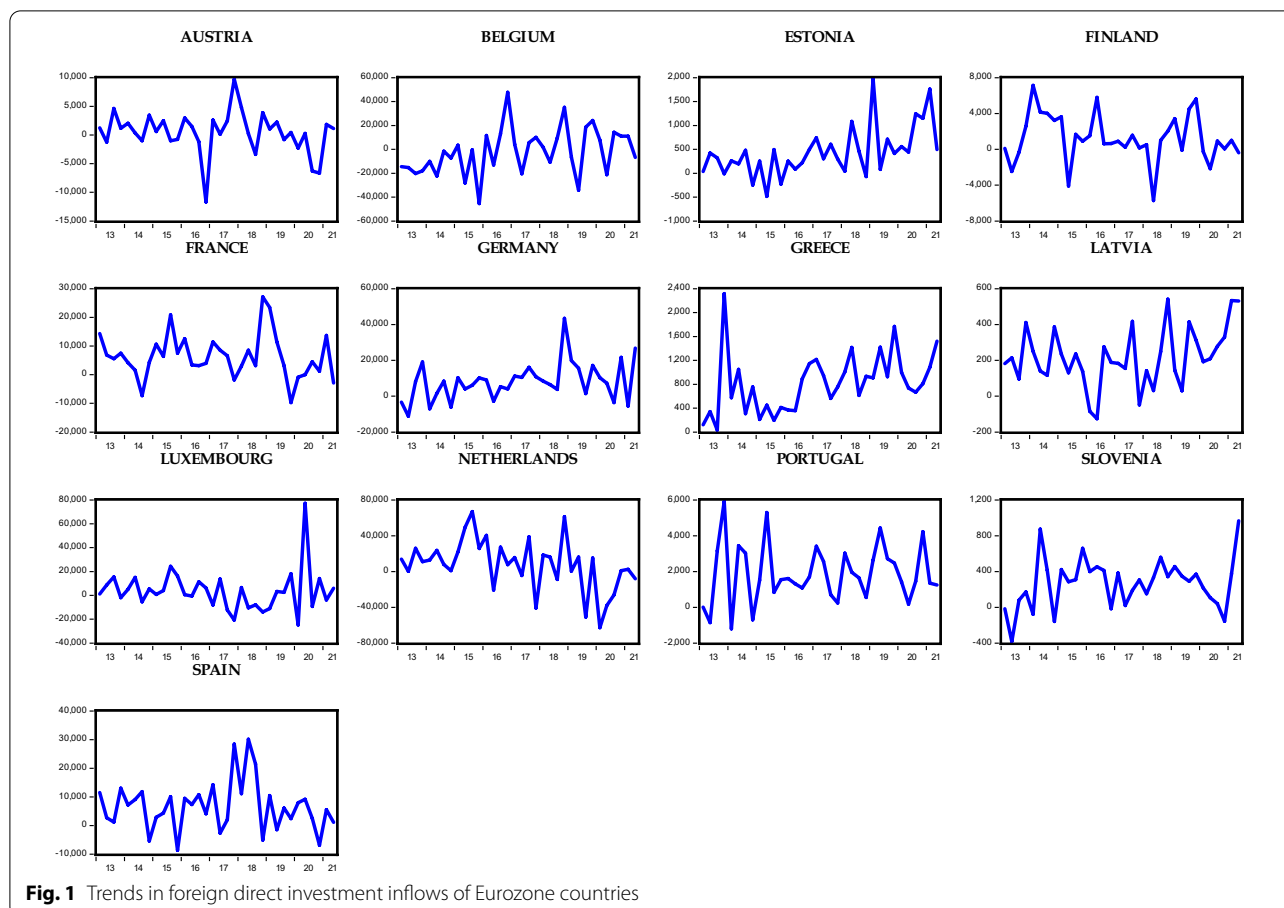 AUSTRIA
10,000
5,000
0
-5,000
-10,000
-15,000
13 14 15 16 17 18 19 20 21
BELGIUM
60,000
40,000
20,000
0
-20,000
-40,000
-60,000
13 14 15 16 17 18 19 20 21
ESTONIA
2,000
1,500
1,000
500
0
-500
-1,000
13 14 15 16 17 18 19 20 21
FINLAND
8,000
4,000
0
-4,000
-8,000
13 14 15 16 17 18 19 20 21
FRANCE
30,000
20,000
10,000
0
-10,000
-20,000
13 14 15 16 17 18 19 20 21
GERMANY
60,000
40,000
20,000
0
-20,000
13 14 15 16 17 18 19 20 21
GREECE
2,400
2,000
1,600
1,200
800
400
0
13 14 15 16 17 18 19 20 21
LATVIA
600
400
200
0
-200
13 14 15 16 17 18 19 20 21
LUXEMBOURG
80,000
60,000
40,000
20,000
0
-20,000
-40,000
13 14 15 16 17 18 19 20 21
NETHERLANDS
80,000
40,000
0
-40,000
-80,000
13 14 15 16 17 18 19 20 21
PORTUGAL
6,000
4,000
2,000
0
-2,000
13 14 15 16 17 18 19 20 21
SLOVENIA
1,200
800
400
0
-400
13 14 15 16 17 18 19 20 21
SPAIN
40,000
30,000
20,000
10,000
0
-10,000
13 14 15 16 17 18 19 20 21
Fig. 1 Trends in foreign direct investment inflows of Eurozone countries